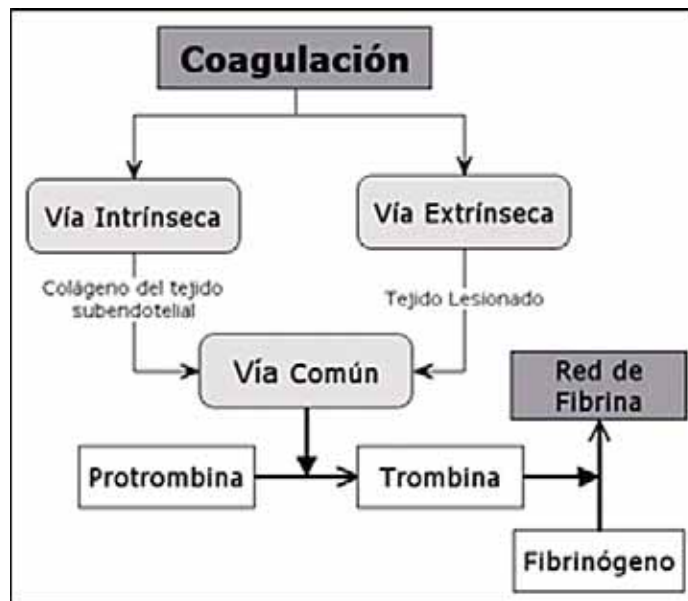 Coagulación
Vía Intrínseca
Vía Extrínseca
Colágeno del tejido
subendotelial
Tejido Lesionado
Vía Común
Red de
Fibrina
Protrombina
Trombina
Fibrinógeno